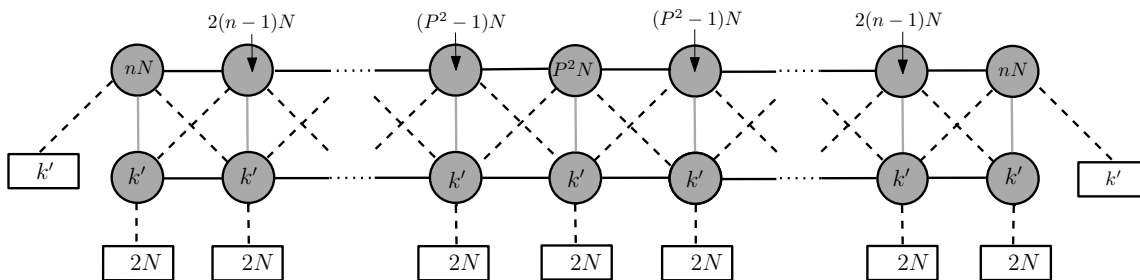 2(n − 1)N (P² − 1)N (P² − 1)N 2(n − 1)N
nN P²N nN
k′ k′ k′ k′ k′ k′ k′ k′ k′
2N 2N 2N 2N 2N 2N 2N